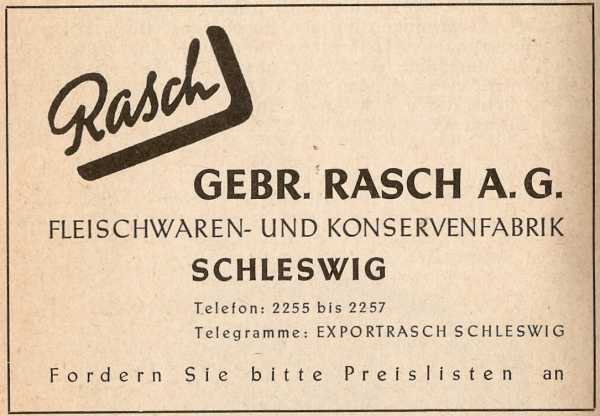 Rasch
GEBR. RASCH A. G.
FLEISCHWAREN- UND KONSERVENFABRIK
SCHLESWIG
Telefon: 2255 bis 2257
Telegramme: EXPORTRASCH SCHLESWIG
Fordern Sie bitte Preislisten an